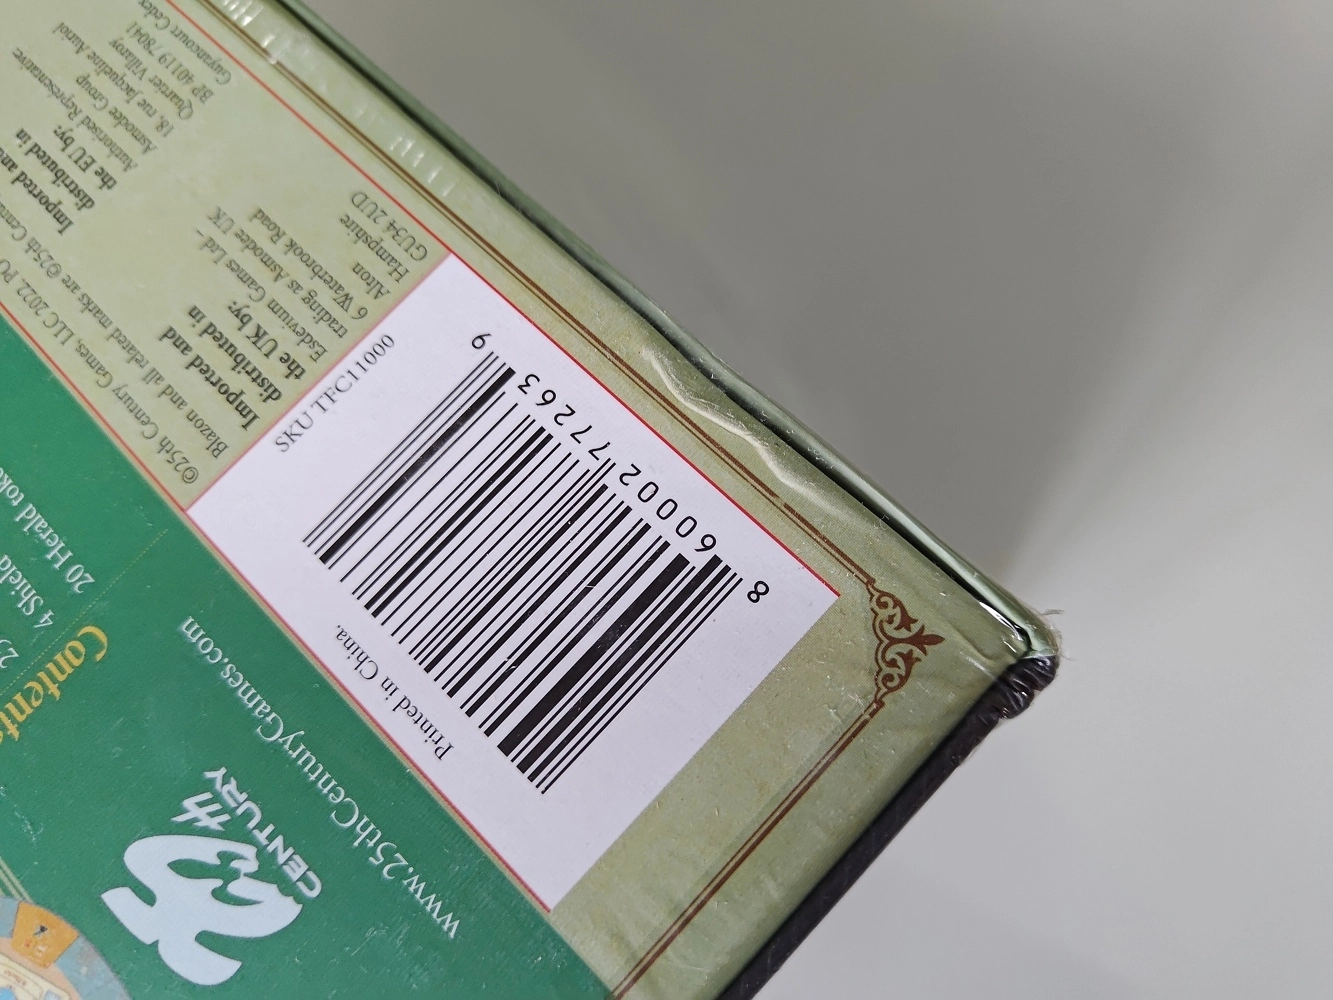 Guyancourt Cedex
BP 40119 78041
Quartier Villaroy
18, rue Jacqueline Auriol
Asmodee Group
Authorised Representative:
the EU by:
distributed in
Imported and
GU34 2UD
Hampshire
Alton
6 Waterbrook Road
trading as Asmodee UK
Esdevium Games Ltd–
the UK by:
distributed in
Imported and
Blazon and all related marks are ©25th
©25th Century Games, LLC 2022. PO
SKU TFC11000
8 60002 77263 9
Printed in China.
www.25thCenturyGames.com
25th
CENTURY
Contents
20 Herald
4 Shield